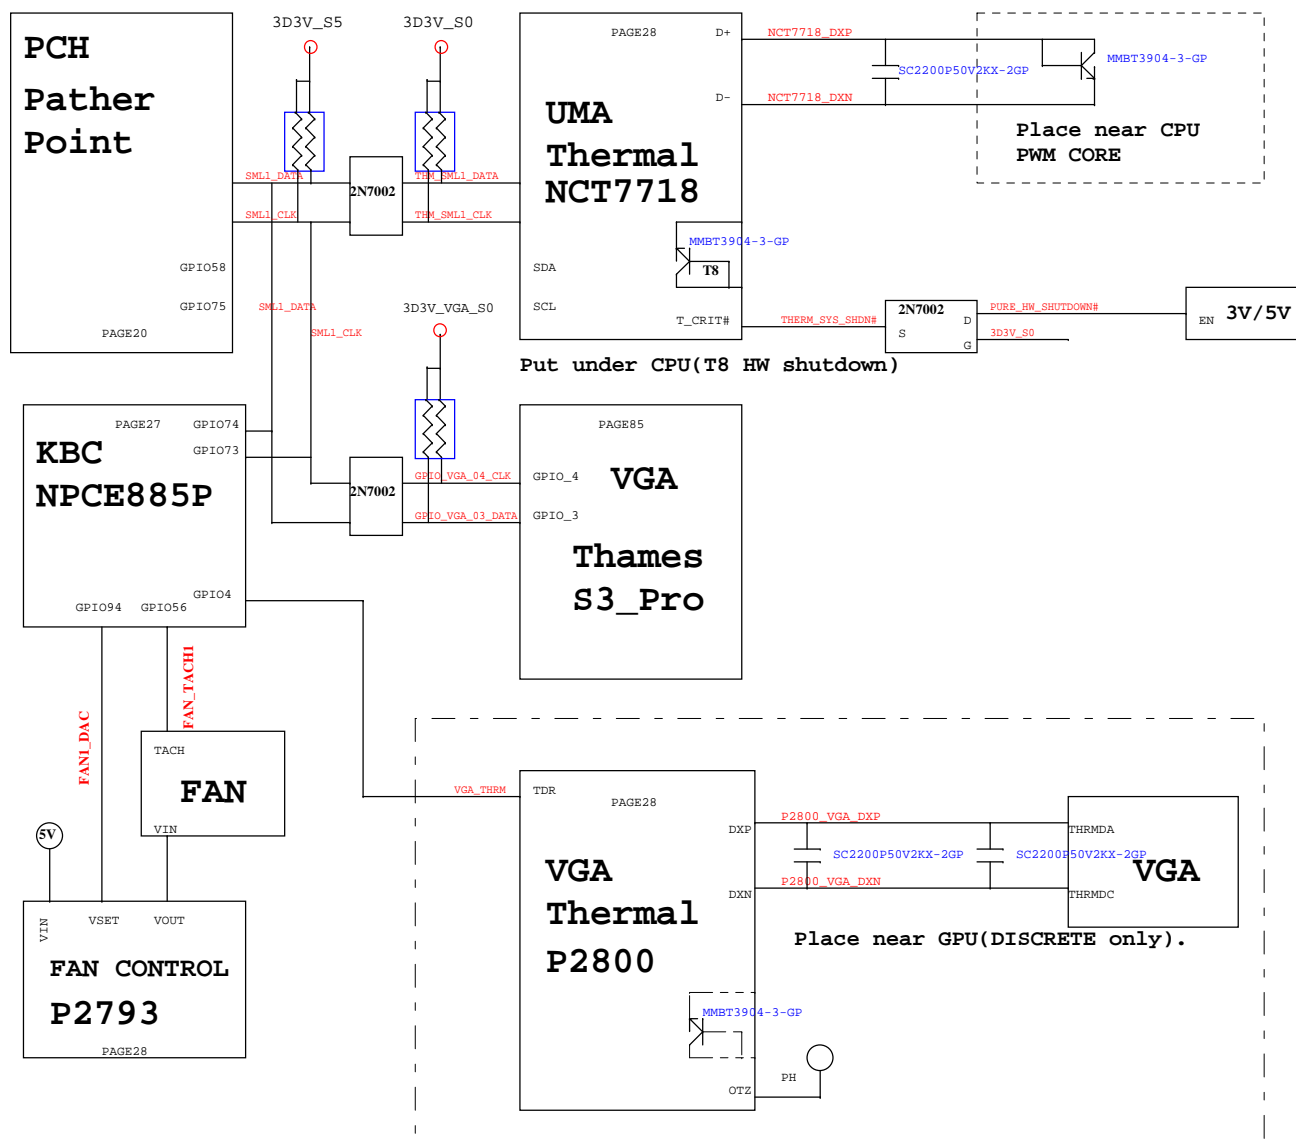 3D3V_S5
3D3V_S0
PCH
Pather
Point
SML1_DATA
SML1_CLK
GPIO58
GPIO75
PAGE20
2N7002
THM_SML1_DATA
THM_SML1_CLK
PAGE28
D+
D-
UMA
Thermal
NCT7718
MMBT3904-3-GP
T8
SDA
SCL
T_CRIT#
NCT7718_DXP
SC2200P50V2KX-2GP
NCT7718_DXN
MMBT3904-3-GP
Place near CPU
PWM CORE
THERM_SYS_SHDN#
2N7002
S
D
G
PURE_HW_SHUTDOWN#
3D3V_S0
EN
3V/5V
Put under CPU(T8 HW shutdown)
SML1_DATA
SML1_CLK
3D3V_VGA_S0
PAGE27
GPIO74
GPIO73
KBC
NPCE885P
GPIO94
GPIO56
GPIO4
2N7002
GPIO_VGA_04_CLK
GPIO_VGA_03_DATA
PAGE85
GPIO_4
VGA
GPIO_3
Thames
S3_Pro
FAN1_DAC
FAN_TACH1
TACH
FAN
VIN
5V
VIN
VSET
VOUT
FAN CONTROL
P2793
PAGE28
VGA_THRM
TDR
PAGE28
DXP
VGA
DXN
Thermal
P2800
MMBT3904-3-GP
OTZ
PH
P2800_VGA_DXP
SC2200P50V2KX-2GP
SC2200P50V2KX-2GP
P2800_VGA_DXN
THRMDA
VGA
THRMDC
Place near GPU(DISCRETE only).